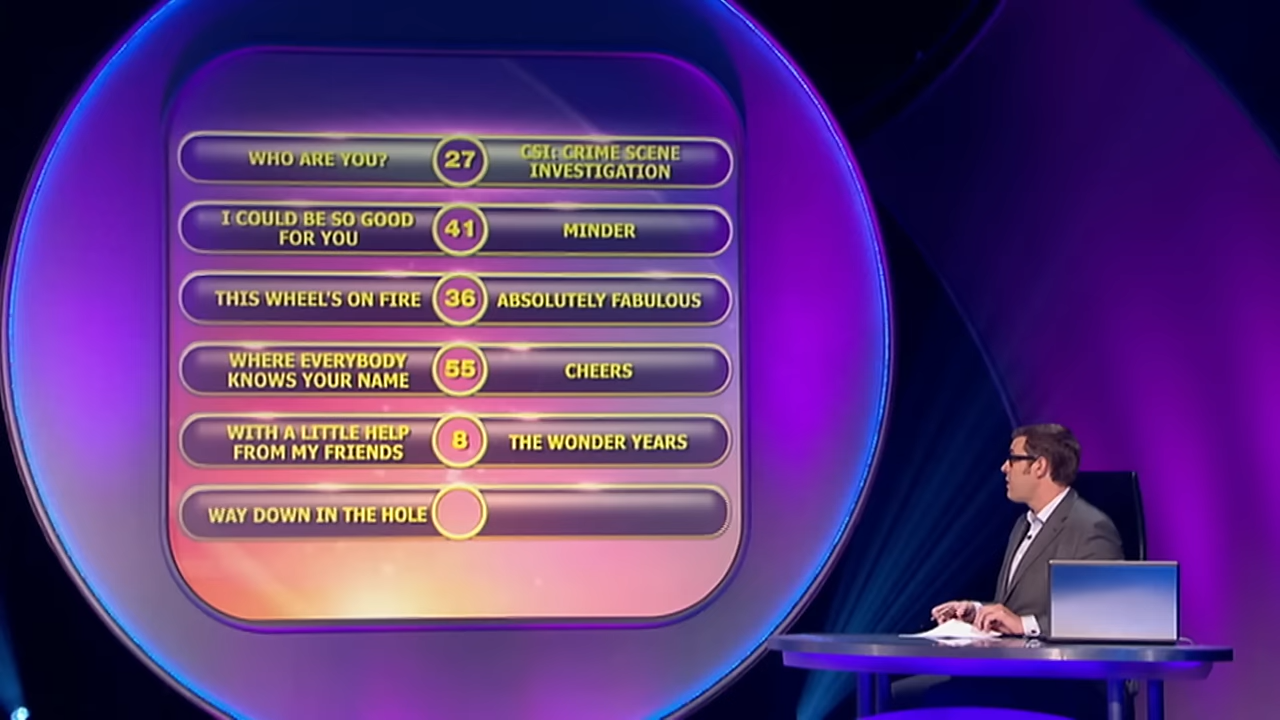 WHO ARE YOU? 27 CSI: CRIME SCENE
INVESTIGATION
I COULD BE SO GOOD
FOR YOU 41 MINDER
THIS WHEEL'S ON FIRE 36 ABSOLUTELY FABULOUS
WHERE EVERYBODY
KNOWS YOUR NAME 55 CHEERS
WITH A LITTLE HELP
FROM MY FRIENDS 8 THE WONDER YEARS
WAY DOWN IN THE HOLE